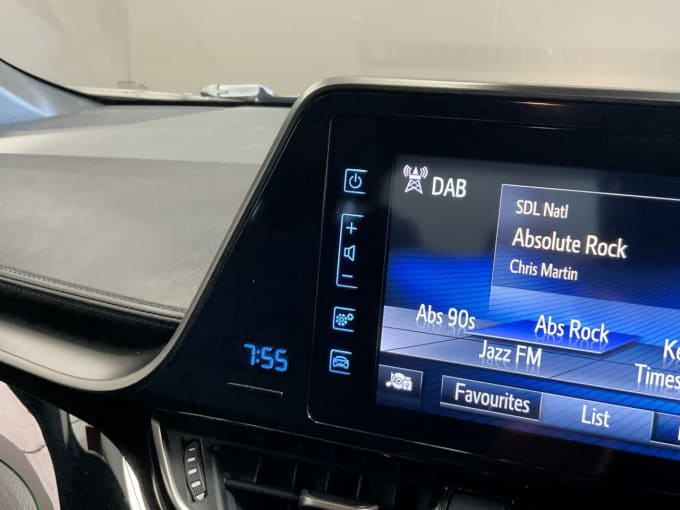 DAB
SDL Natl
Absolute Rock
Chris Martin
Abs 90s
Abs Rock
Jazz FM
Times
7:55
Favourites
List